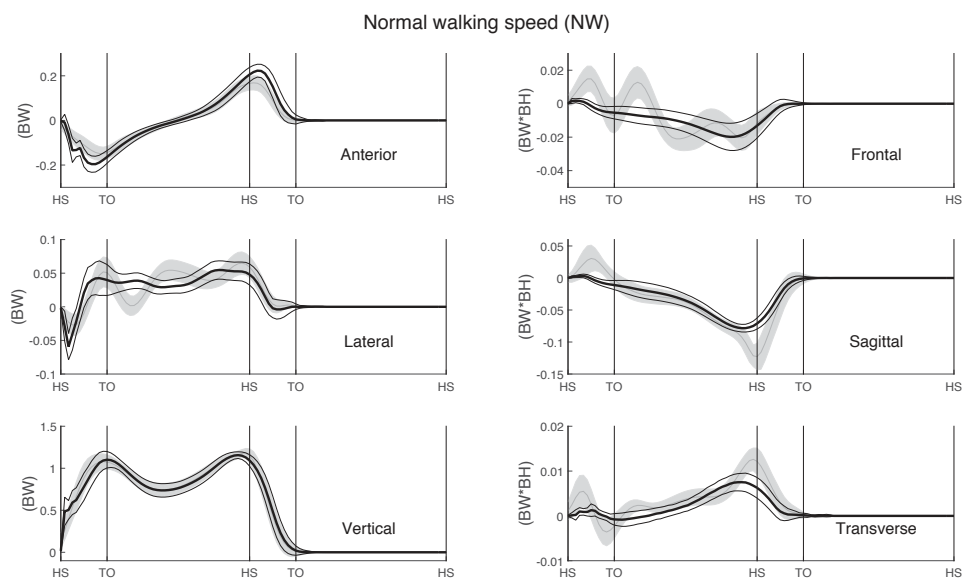 Normal walking speed (NW)
(BW)
0.2
0
-0.2
Anterior
HS TO HS TO HS
(BW*BH)
0.02
0
-0.02
-0.04
Frontal
HS TO HS TO HS
(BW)
0.1
0.05
0
-0.05
-0.1
Lateral
HS TO HS TO HS
(BW*BH)
0.05
0
-0.05
-0.1
-0.15
Sagittal
HS TO HS TO HS
(BW)
1.5
1
0.5
0
Vertical
HS TO HS TO HS
(BW*BH)
0.02
0.01
0
-0.01
Transverse
HS TO HS TO HS